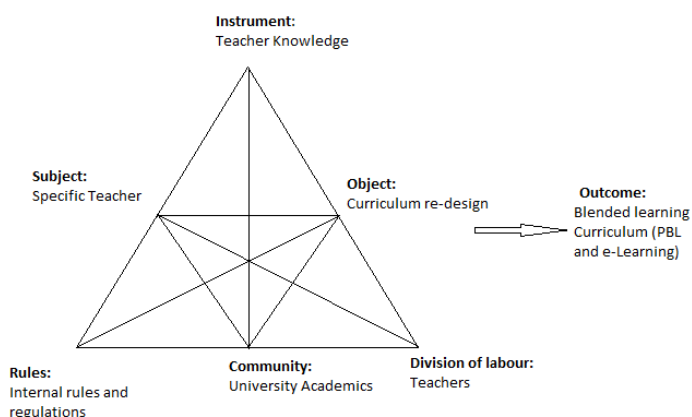 Instrument:
Teacher Knowledge
Subject:
Specific Teacher
Object:
Curriculum re-design
Outcome:
Blended learning
Curriculum (PBL
and e-Learning)
Rules:
Internal rules and
regulations
Community:
University Academics
Division of labour:
Teachers